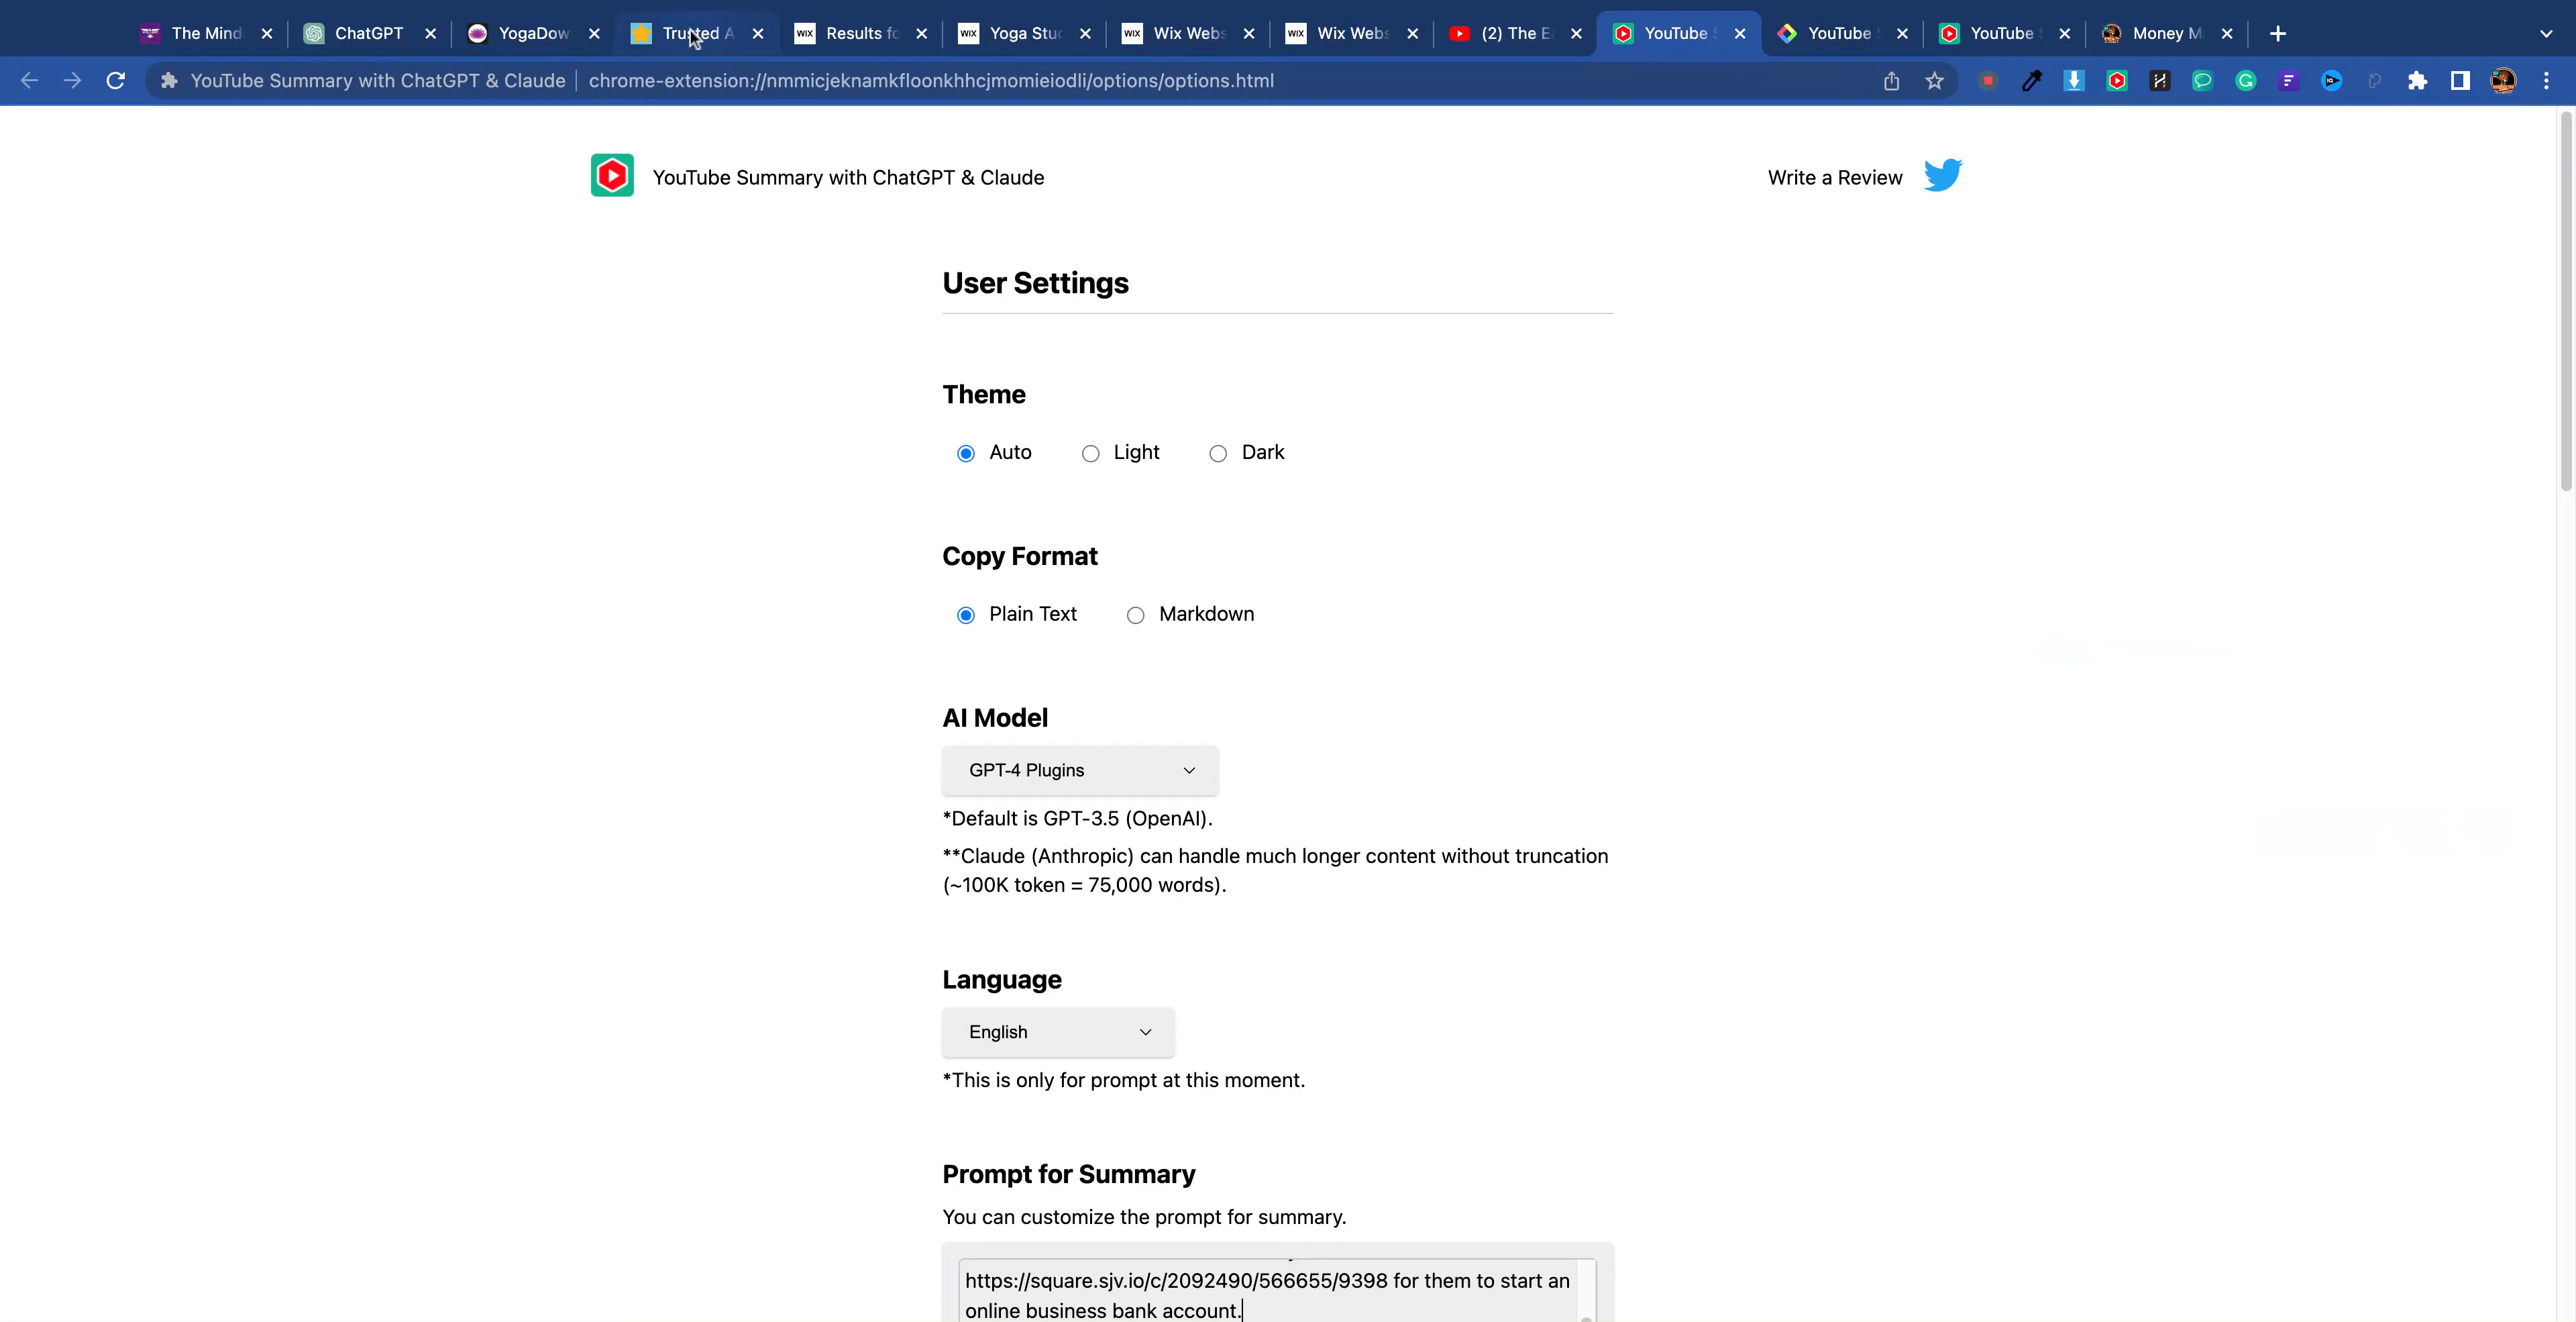 The Mind ChatGPT YogaDow Trusted A Results fo Yoga Stud Wix Webs Wix Webs (2) The E YouTube S YouTube S YouTube S Money M
YouTube Summary with ChatGPT & Claude chrome-extension://nmmicjeknamkfloonkhhcjmomieiodli/options/options.html
YouTube Summary with ChatGPT & Claude Write a Review
User Settings
Theme
Auto Light Dark
Copy Format
Plain Text Markdown
AI Model
GPT-4 Plugins
*Default is GPT-3.5 (OpenAI).
**Claude (Anthropic) can handle much longer content without truncation
(~100K token = 75,000 words).
Language
English
*This is only for prompt at this moment.
Prompt for Summary
You can customize the prompt for summary.
https://square.sjv.io/c/2092490/566655/9398 for them to start an
online business bank account.